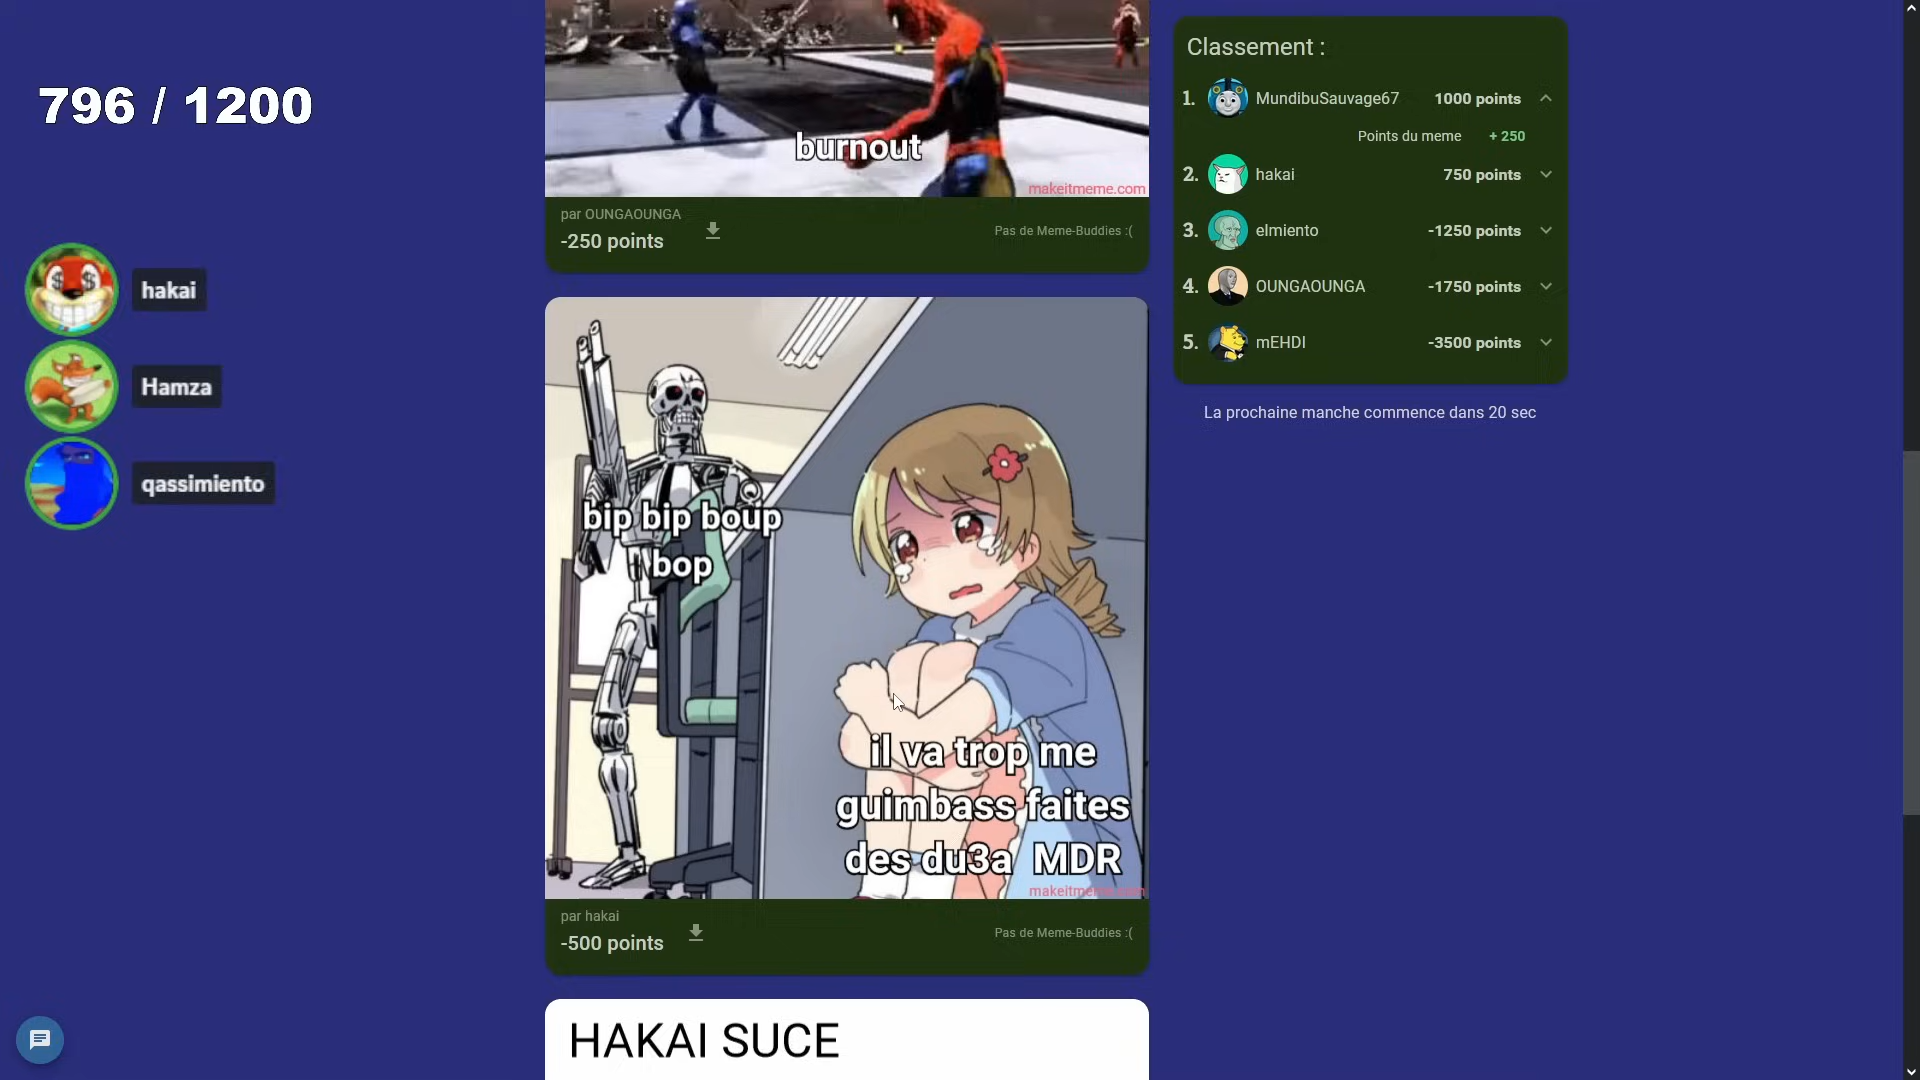 796 / 1200
hakai
Hamza
qassimiento
burnout
makeitmeme.com
par OUNGAOUNGA
-250 points
Pas de Meme-Buddies :(
bip bip boup
bop
il va trop me
guimbass faites
des du3a MDR
makeitmeme.com
par hakai
-500 points
Pas de Meme-Buddies :(
HAKAI SUCE
Classement :
1. MundibuSauvage67 1000 points
Points du meme + 250
2. hakai 750 points
3. elmiento -1250 points
4. OUNGAOUNGA -1750 points
5. mEHDI -3500 points
La prochaine manche commence dans 20 sec